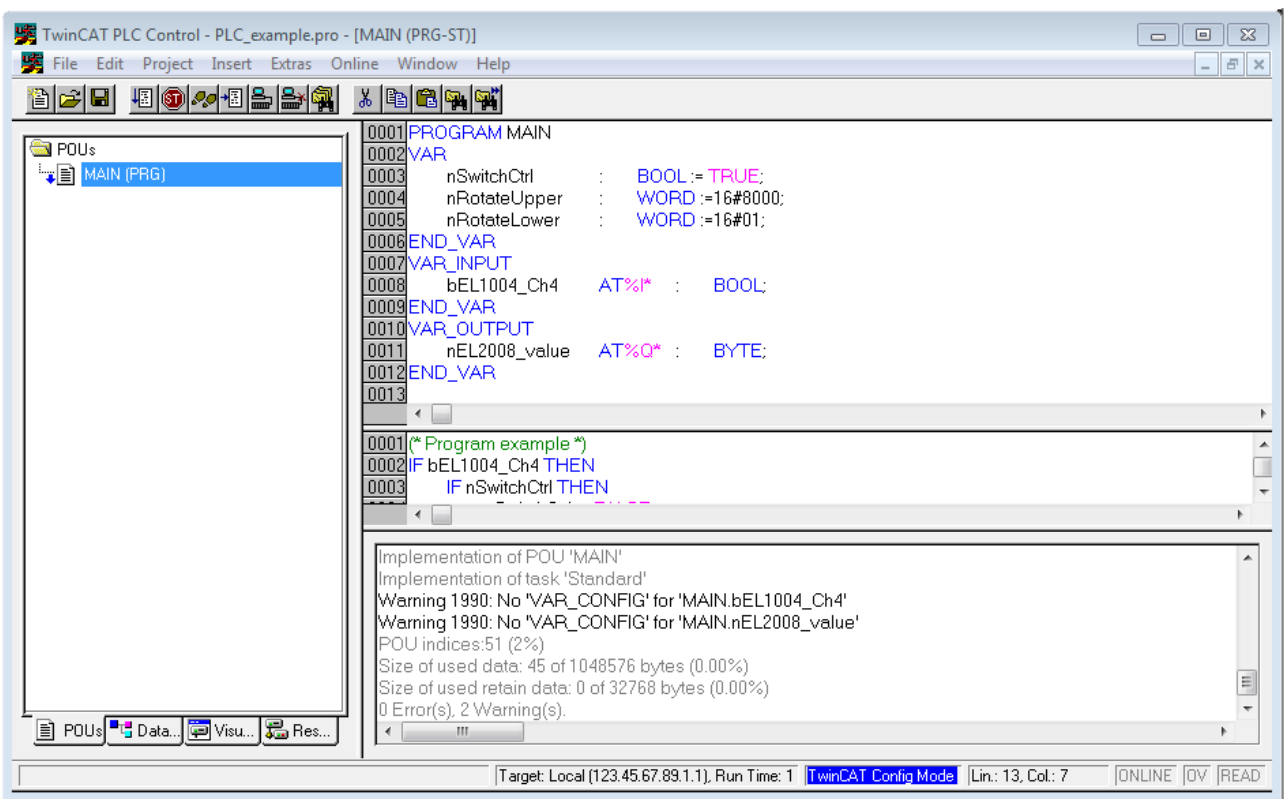 TwinCAT PLC Control - PLC_example.pro - [MAIN (PRG-ST)]
File Edit Project Insert Extras Online Window Help
POUs
MAIN (PRG)
0001 PROGRAM MAIN
0002 VAR
0003 nSwitchCtrl : BOOL := TRUE;
0004 nRotateUpper : WORD :=16#8000;
0005 nRotateLower : WORD :=16#01;
0006 END_VAR
0007 VAR_INPUT
0008 bEL1004_Ch4 AT%I* : BOOL;
0009 END_VAR
0010 VAR_OUTPUT
0011 nEL2008_value AT%Q* : BYTE;
0012 END_VAR
0013
0001 (* Program example *)
0002 IF bEL1004_Ch4 THEN
0003 IF nSwitchCtrl THEN
Implementation of POU 'MAIN'
Implementation of task 'Standard'
Warning 1990: No 'VAR_CONFIG' for 'MAIN.bEL1004_Ch4'
Warning 1990: No 'VAR_CONFIG' for 'MAIN.nEL2008_value'
POU indices:51 (2%)
Size of used data: 45 of 1048576 bytes (0.00%)
Size of used retain data: 0 of 32768 bytes (0.00%)
0 Error(s), 2 Warning(s).
POUs Data... Visu... Res...
Target: Local (123.45.67.89.1.1), Run Time: 1 TwinCAT Config Mode Lin.: 13, Col.: 7 ONLINE OV READ